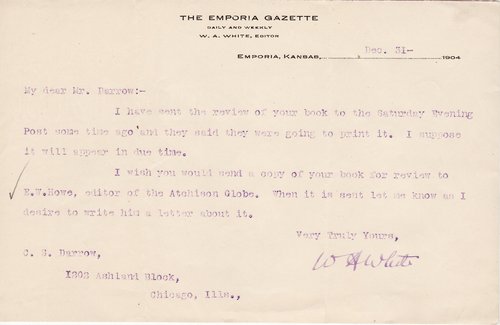 THE EMPORIA GAZETTE
DAILY AND WEEKLY
W. A. WHITE, EDITOR
EMPORIA, KANSAS, Dec. 31- 1904
My dear Mr. Darrow:-
I have sent the review of your book to the Saturday Evening
Post some time ago and they said they were going to print it. I suppose
it will appear in due time.
I wish you would send a copy of your book for review to
E.W.Howe, editor of the Atchison Globe. When it is sent let me know as I
desire to write him a letter about it.
Very Truly Yours,
W A White
C. S. Darrow,
1202 Ashland Block,
Chicago, Ills.,